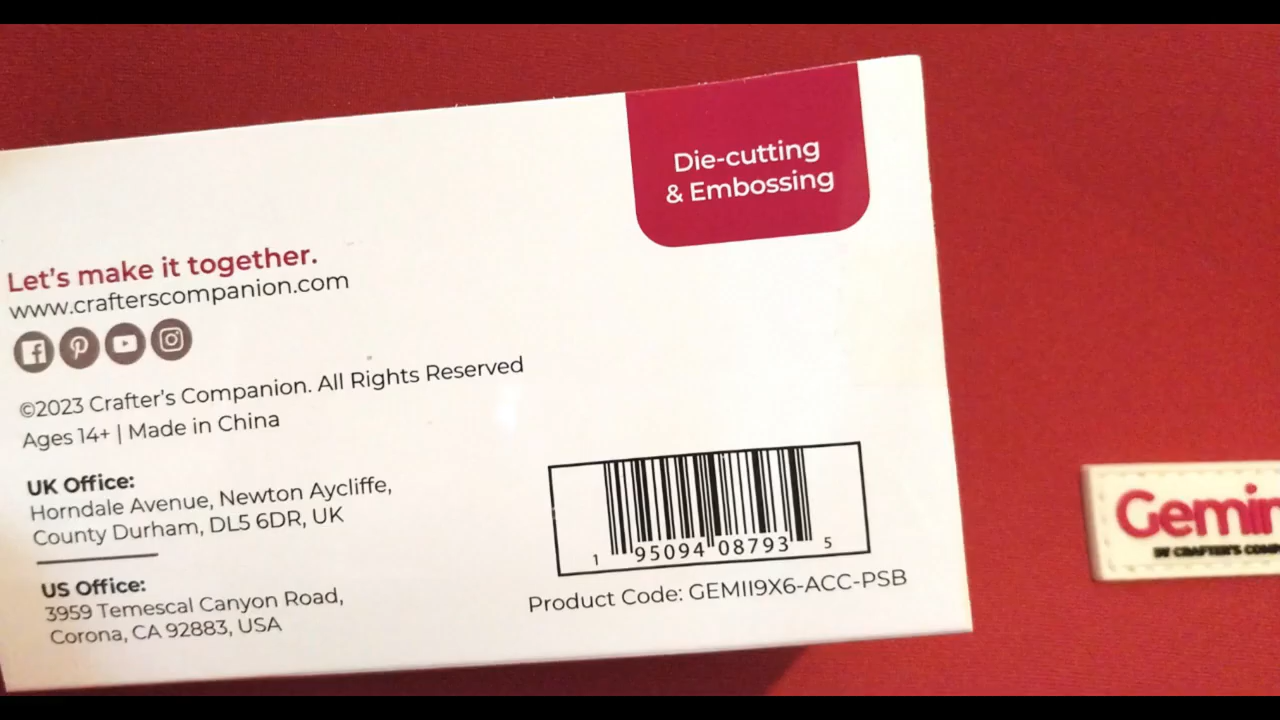 Die-cutting
& Embossing
Let's make it together.
www.crafterscompanion.com
©2023 Crafter's Companion. All Rights Reserved
Ages 14+ | Made in China
UK Office:
Horndale Avenue, Newton Aycliffe,
County Durham, DL5 6DR, UK
US Office:
3959 Temescal Canyon Road,
Corona, CA 92883, USA
1 95094 08793 5
Product Code: GEMII9X6-ACC-PSB
Gemin
BY CRAFTER'S COMP